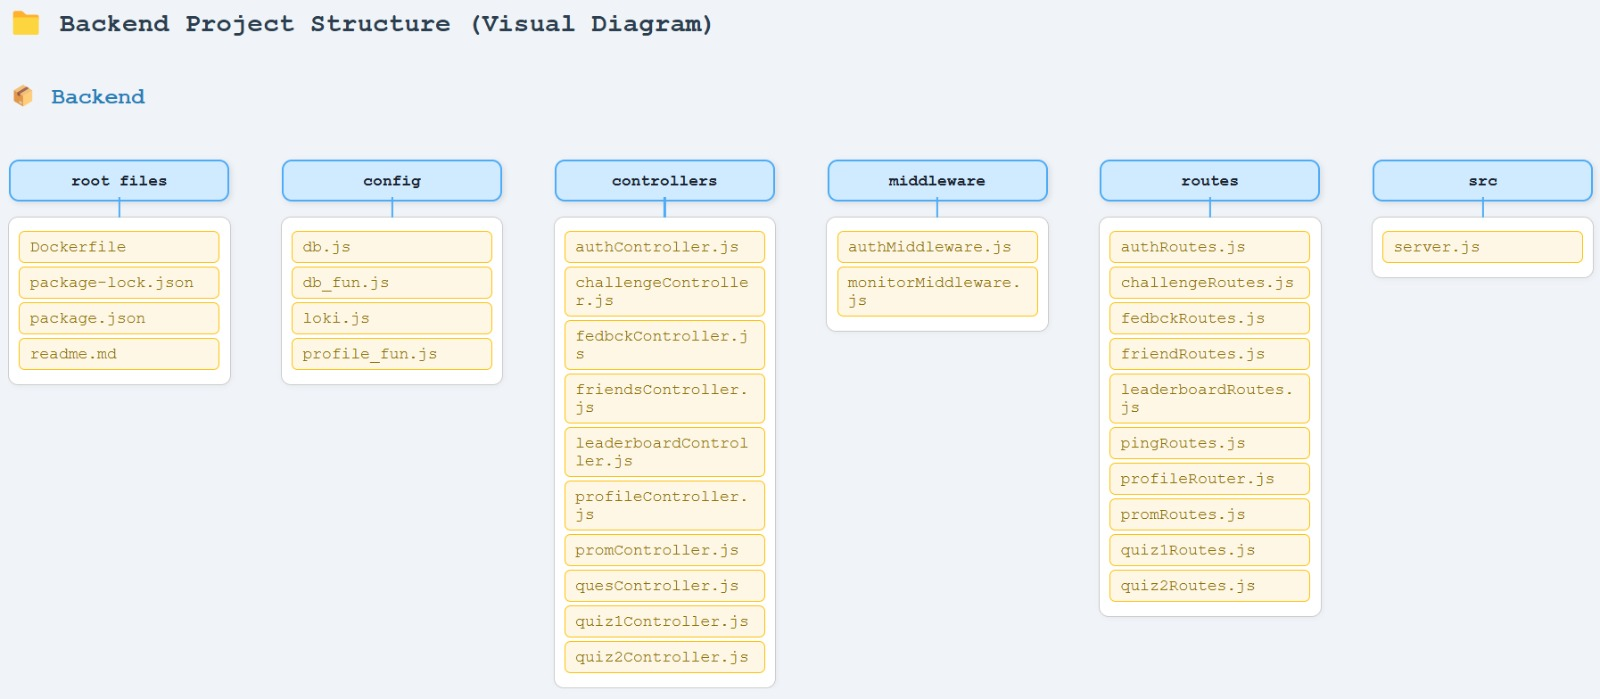 Backend Project Structure (Visual Diagram)
Backend
root files
Dockerfile
package-lock.json
package.json
readme.md
config
db.js
db_fun.js
loki.js
profile_fun.js
controllers
authController.js
challengeControlle
r.js
fedbckController.j
s
friendsController.
js
leaderboardControl
ler.js
profileController.
js
promController.js
quesController.js
quiz1Controller.js
quiz2Controller.js
middleware
authMiddleware.js
monitorMiddleware.
js
routes
authRoutes.js
challengeRoutes.js
fedbckRoutes.js
friendRoutes.js
leaderboardRoutes.
js
pingRoutes.js
profileRouter.js
promRoutes.js
quiz1Routes.js
quiz2Routes.js
src
server.js